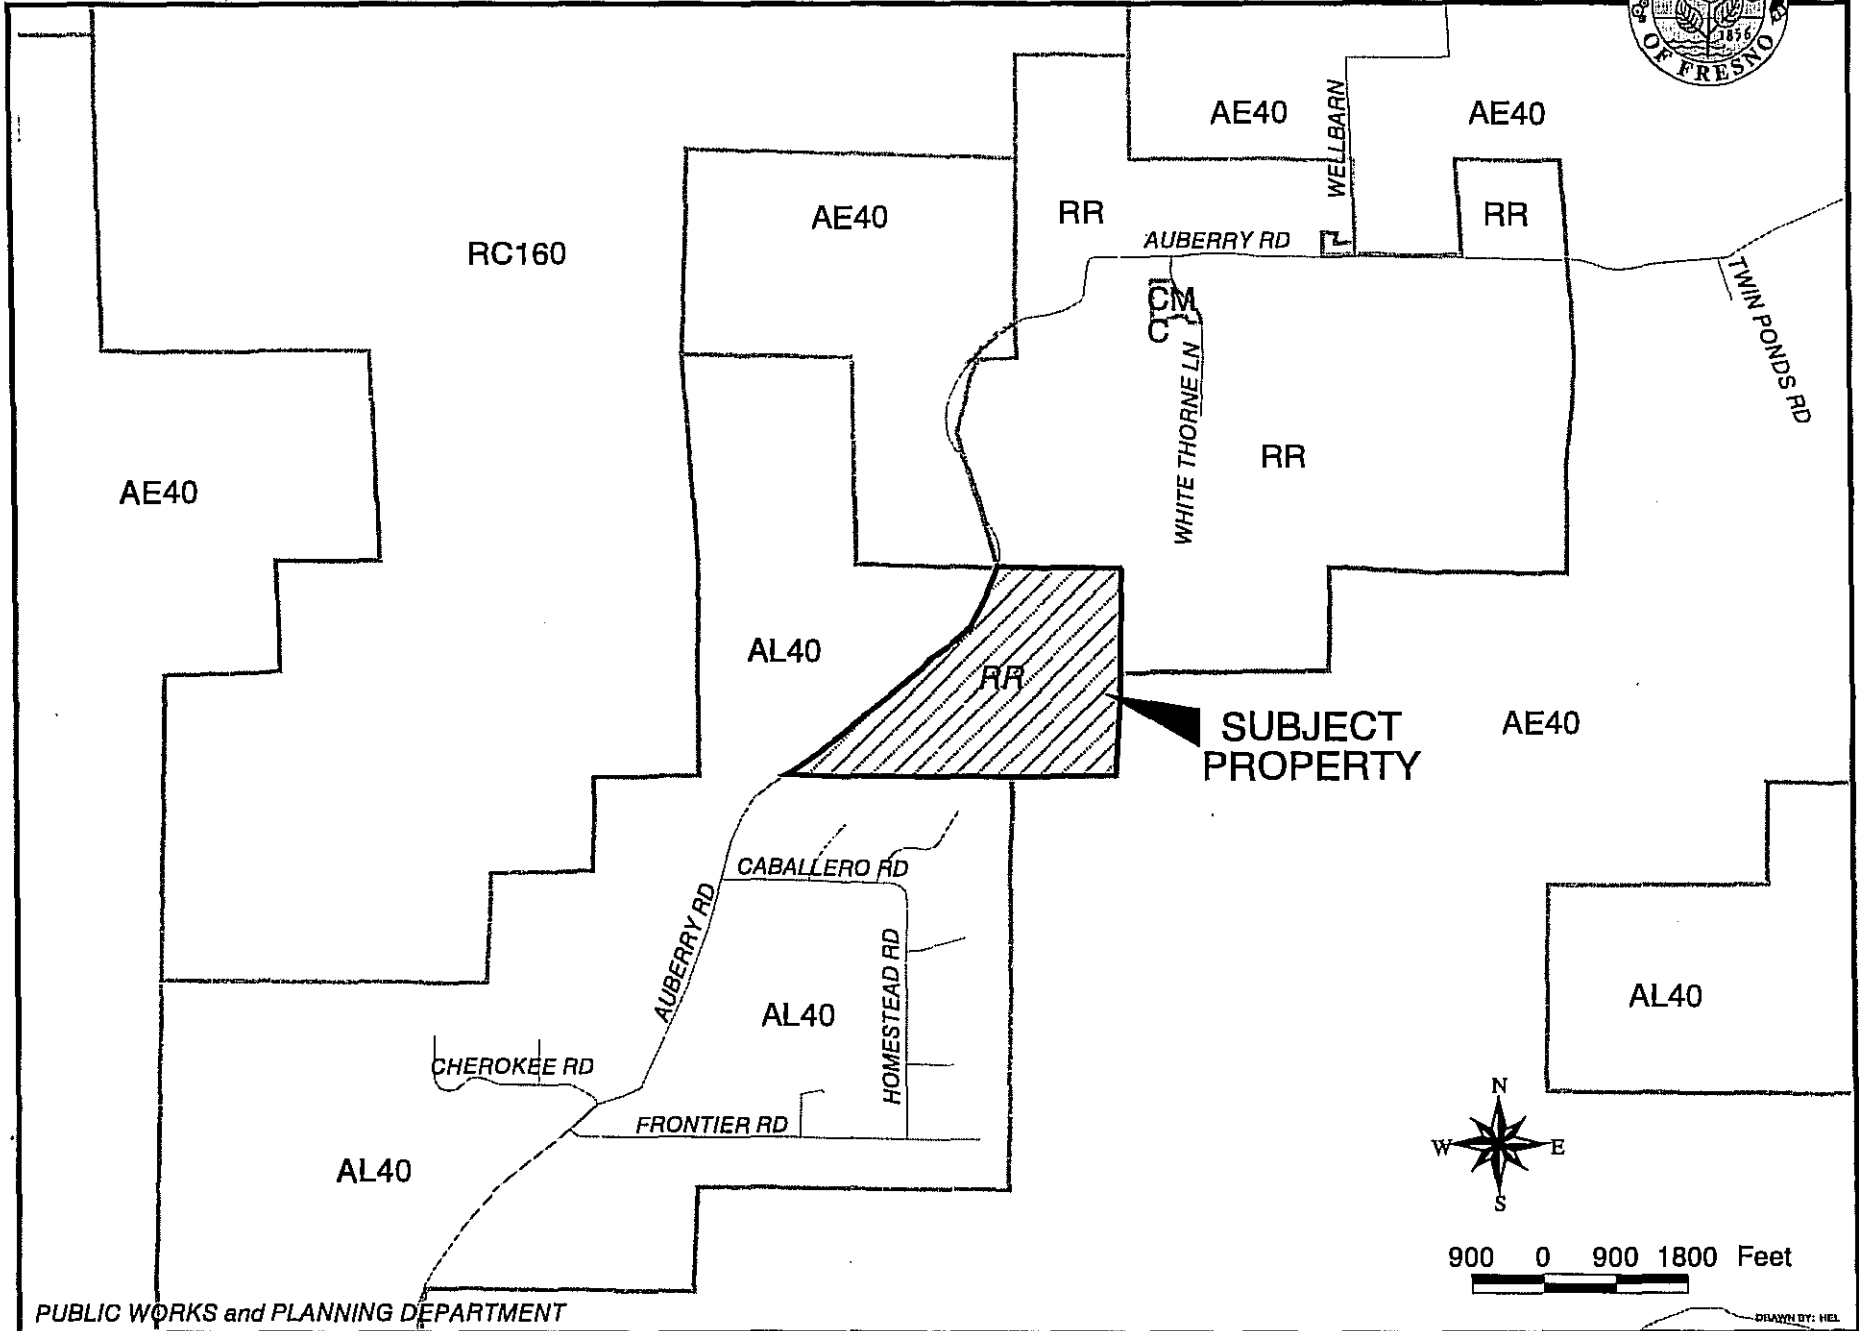 1856
OF FRESNO
AE40
WELLBARN
AE40
AE40
RR
RR
RC160
AUBERRY RD
TWIN PONDS RD
CM
C
WHITE THORNE LN
RR
AE40
AL40
RR
SUBJECT
PROPERTY
AE40
CABALLERO RD
AUBERRY RD
HOMESTEAD RD
AL40
AL40
CHEROKEE RD
FRONTIER RD
AL40
N
W
E
S
900 0 900 1800 Feet
PUBLIC WORKS and PLANNING DEPARTMENT
DRAWN BY: HEL